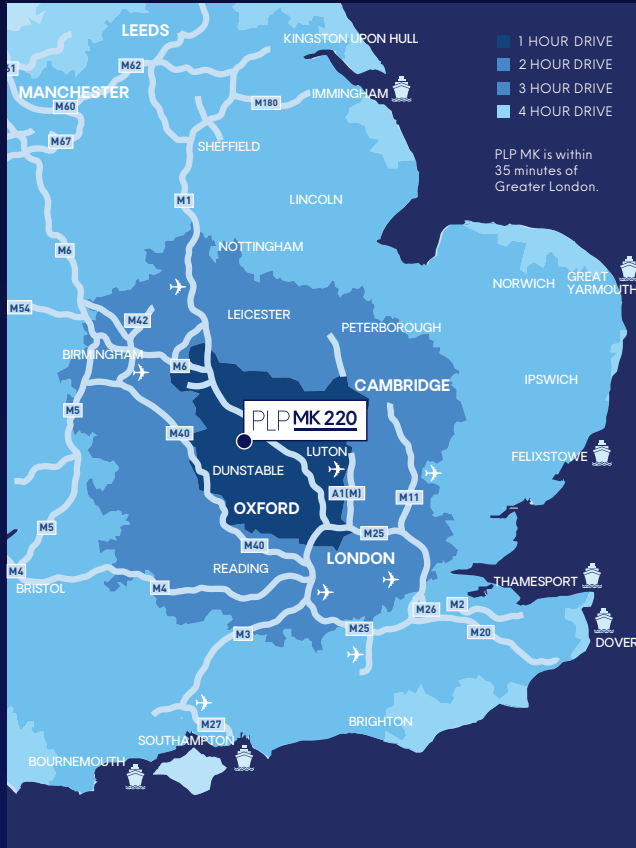 LEEDS
KINGSTON UPON HULL
1 HOUR DRIVE
2 HOUR DRIVE
3 HOUR DRIVE
4 HOUR DRIVE
61
M62
MANCHESTER
M60
M180
IMMINGHAM
M67
SHEFFIELD
PLP MK is within
35 minutes of
Greater London.
M1
LINCOLN
M6
NOTTINGHAM
NORWICH
GREAT
YARMOUTH
M54
M42
LEICESTER
PETERBOROUGH
BIRMINGHAM
M6
CAMBRIDGE
IPSWICH
M5
PLP MK 220
M40
LUTON
FELIXSTOWE
DUNSTABLE
A1(M)
M11
OXFORD
M5
M25
M40
LONDON
M4
READING
THAMESPORT
BRISTOL
M4
M26
M2
M3
M25
M20
DOVER
M27
BRIGHTON
SOUTHAMPTON
BOURNEMOUTH